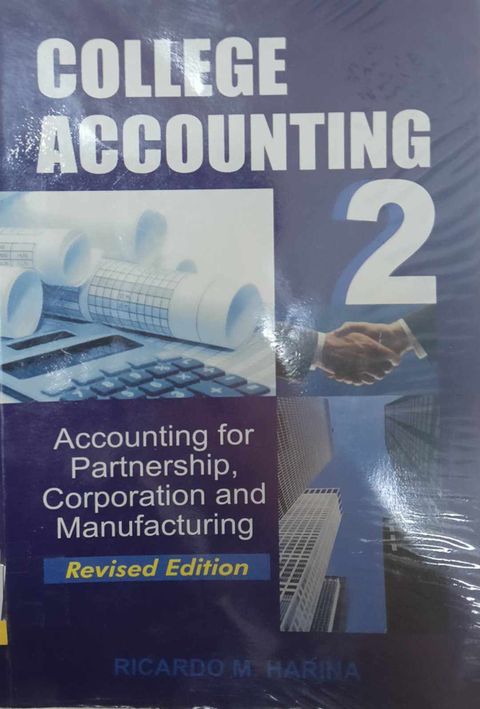 COLLEGE
ACCOUNTING
2
Accounting for
Partnership,
Corporation and
Manufacturing
Revised Edition
RICARDO M. HARINA